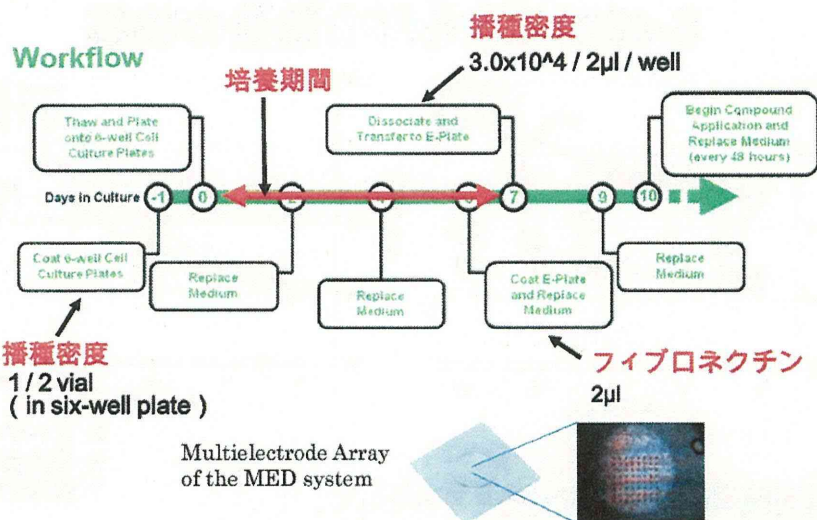 播種密度
3.0x10^4 / 2μl / well
Workflow
培養期間
Thaw and Plate
onto 6-well Cell
Culture Plates
Dissociate and
Transfer to E-Plate
Begin Compound
Application and
Replace Medium
(every 48 hours)
Days in Culture
-1
0
2
4
6
7
9
10
Coat 6-well Cell
Culture Plates
Replace
Medium
Replace
Medium
Coat E-Plate
and Replace
Medium
Replace
Medium
播種密度
1 / 2 vial
( in six-well plate )
フィブロネクチン
2μl
Multielectrode Array
of the MED system